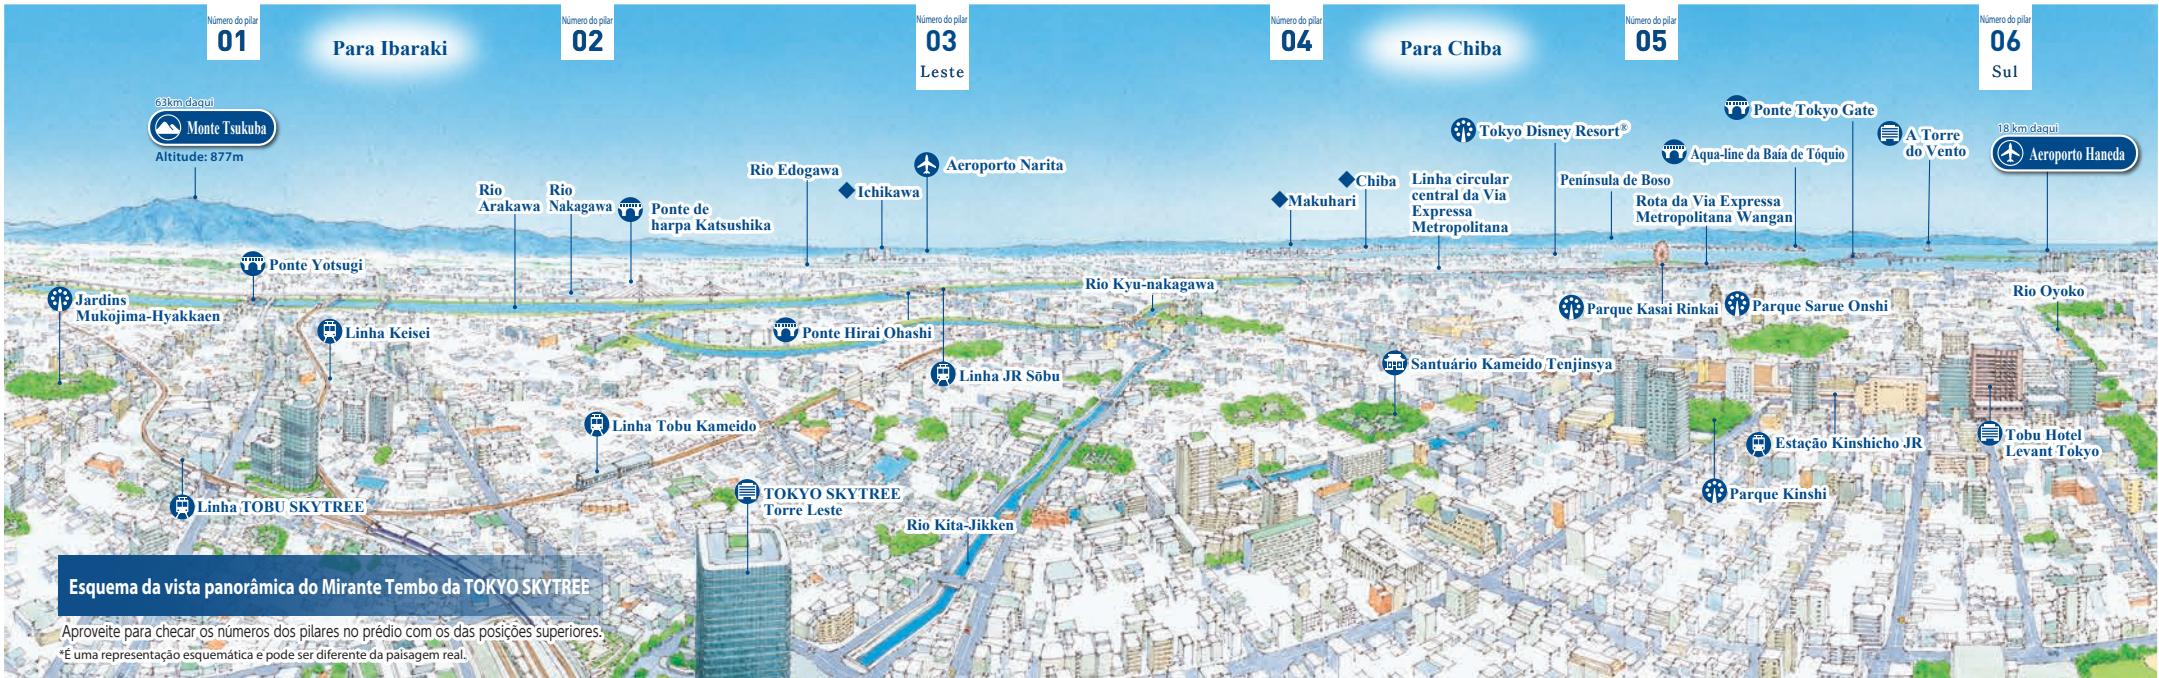 Número do pilar
01
Para Ibaraki
Número do pilar
02
Número do pilar
03
Leste
Número do pilar
04
Para Chiba
Número do pilar
05
Número do pilar
06
Sul
63km daqui
Monte Tsukuba
Altitude: 877m
Rio
Arakawa
Rio
Nakagawa
Ponte de
harpa Katsushika
Rio Edogawa
Ichikawa
Aeroporto Narita
Makuhari
Chiba
Linha circular
central da Via
Expressa
Metropolitana
Tokyo Disney Resort®
Península de Boso
Rota da Via Expressa
Metropolitana Wangan
Aqua-line da Baía de Tóquio
Ponte Tokyo Gate
A Torre
do Vento
18 km daqui
Aeroporto Haneda
Ponte Yotsugi
Jardins
Mukojima-Hyakkaen
Linha Keisei
Ponte Hirai Ohashi
Rio Kyu-nakagawa
Linha JR Sōbu
Parque Kasai Rinkai
Parque Sarue Onshi
Rio Oyoko
Santuário Kameido Tenjinsya
Linha Tobu Kameido
Estação Kinshicho JR
Tobu Hotel
Levant Tokyo
Linha TOBU SKYTREE
TOKYO SKYTREE
Torre Leste
Rio Kita-Jikken
Parque Kinshi
Esquema da vista panorâmica do Mirante Tembo da TOKYO SKYTREE
Aproveite para checar os números dos pilares no prédio com os das posições superiores.
*É uma representação esquemática e pode ser diferente da paisagem real.